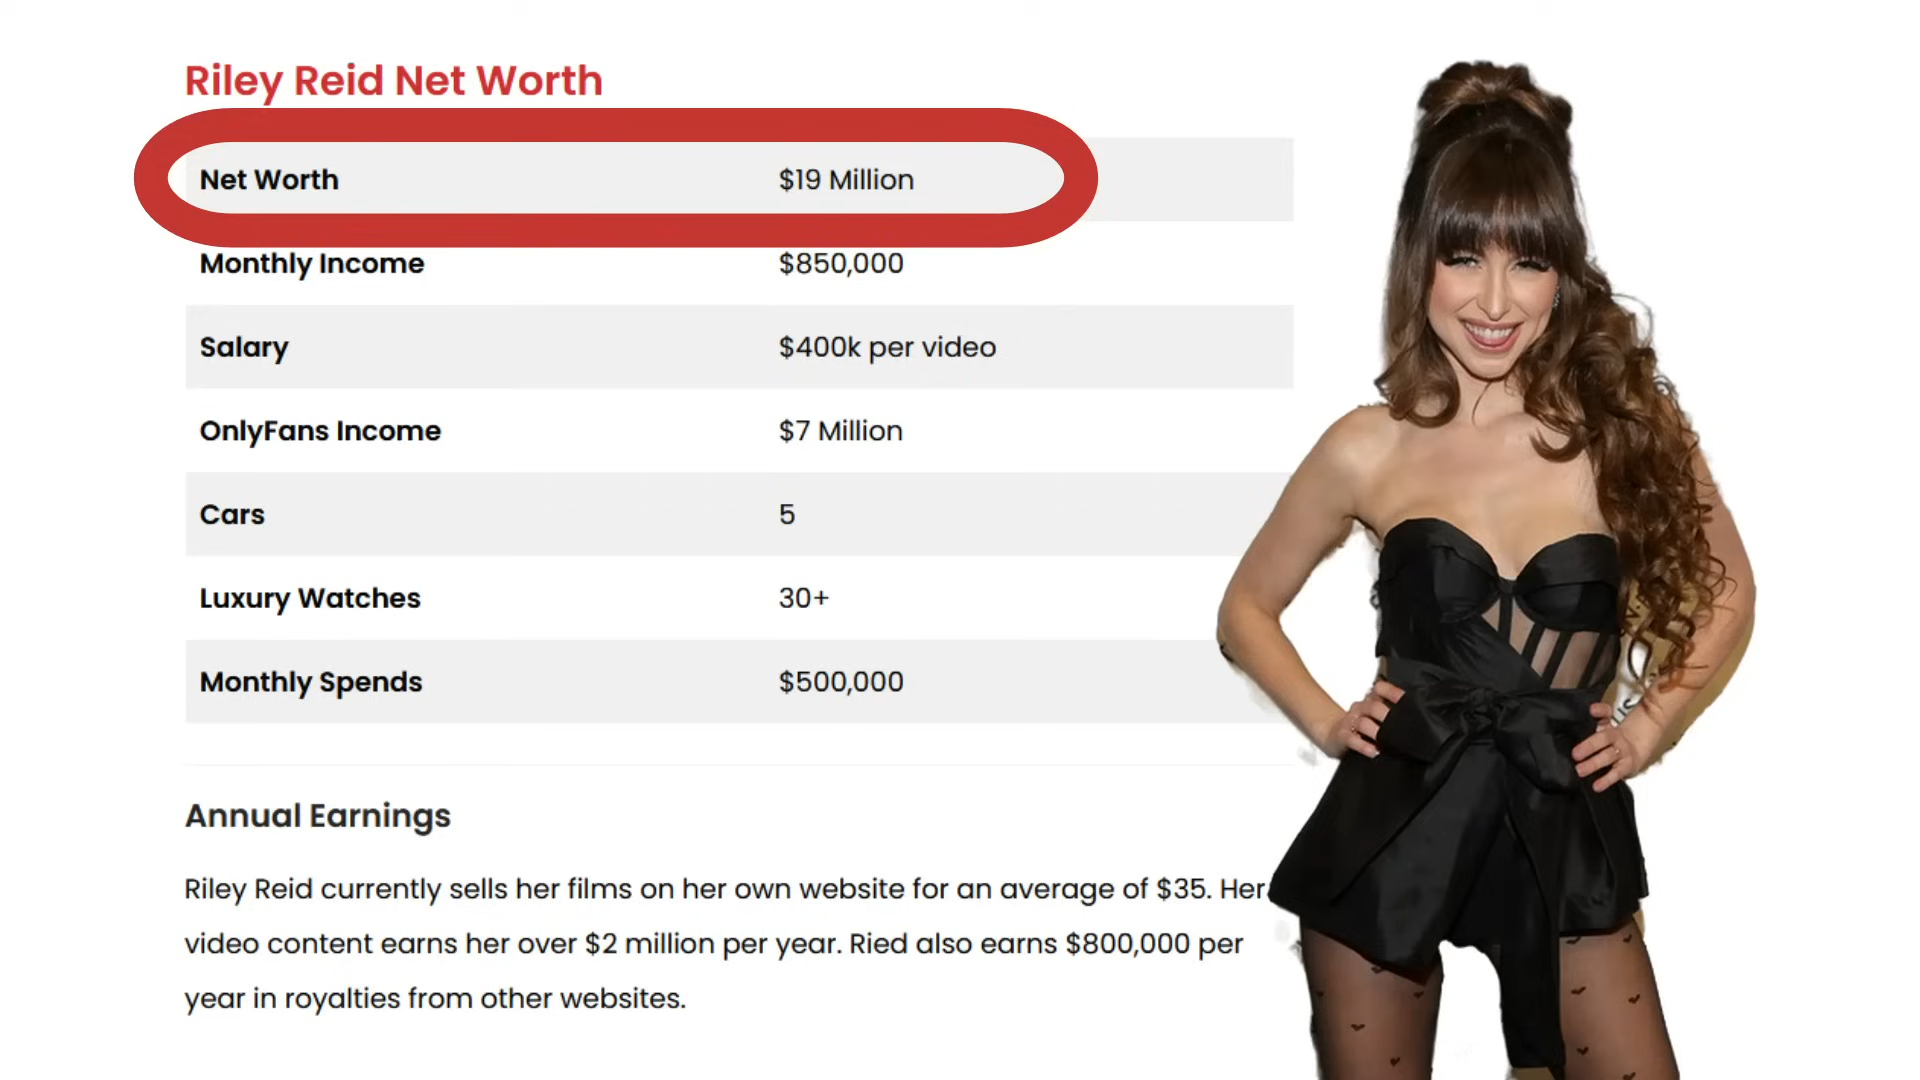 Riley Reid Net Worth
Net Worth $19 Million
Monthly Income $850,000
Salary $400k per video
OnlyFans Income $7 Million
Cars 5
Luxury Watches 30+
Monthly Spends $500,000
Annual Earnings
Riley Reid currently sells her films on her own website for an average of $35. Her
video content earns her over $2 million per year. Ried also earns $800,000 per
year in royalties from other websites.